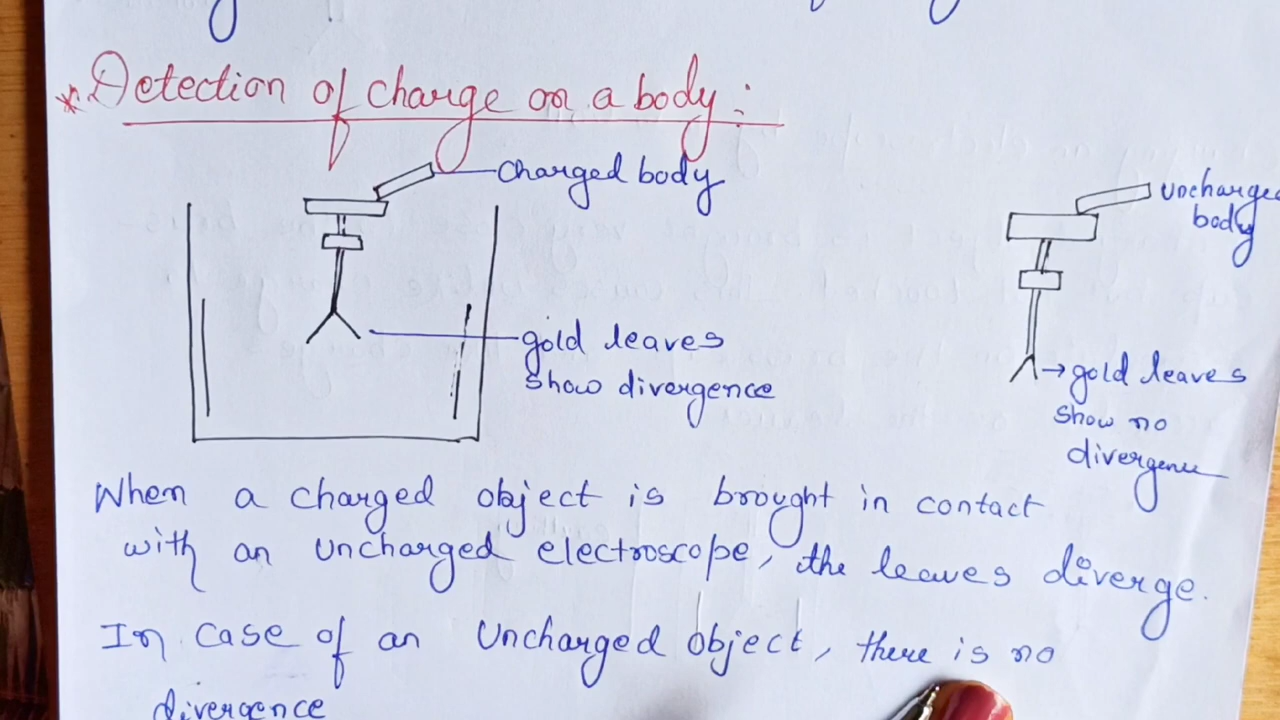 * Detection of charge on a body :
charged body
uncharged
body
gold leaves
show divergence
gold leaves
show no
divergence
When a charged object is brought in contact
with an uncharged electroscope, the leaves diverge.
In case of an uncharged object, there is no
divergence